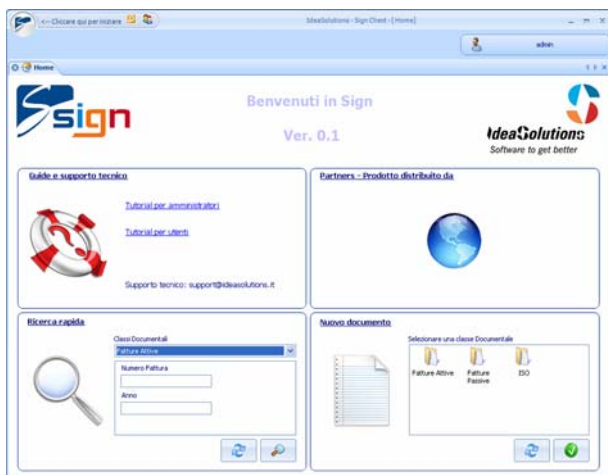 <-- Cliccare qui per iniziare
IdeaSolutions - Sign Client - [Home]
admin
Home
Ssign
Benvenuti in Sign
Ver. 0.1
IdeaSolutions
Software to get better
Guide e supporto tecnico
Tutorial per amministratori
Tutorial per utenti
Supporto tecnico: support@ideasolutions.it
Partners - Prodotto distribuito da
Ricerca rapida
Classi Documentali
Fatture Attive
Numero Fattura
Anno
Nuovo documento
Selezionare una classe Documentale
Fatture Attive
Fatture Passive
ISO